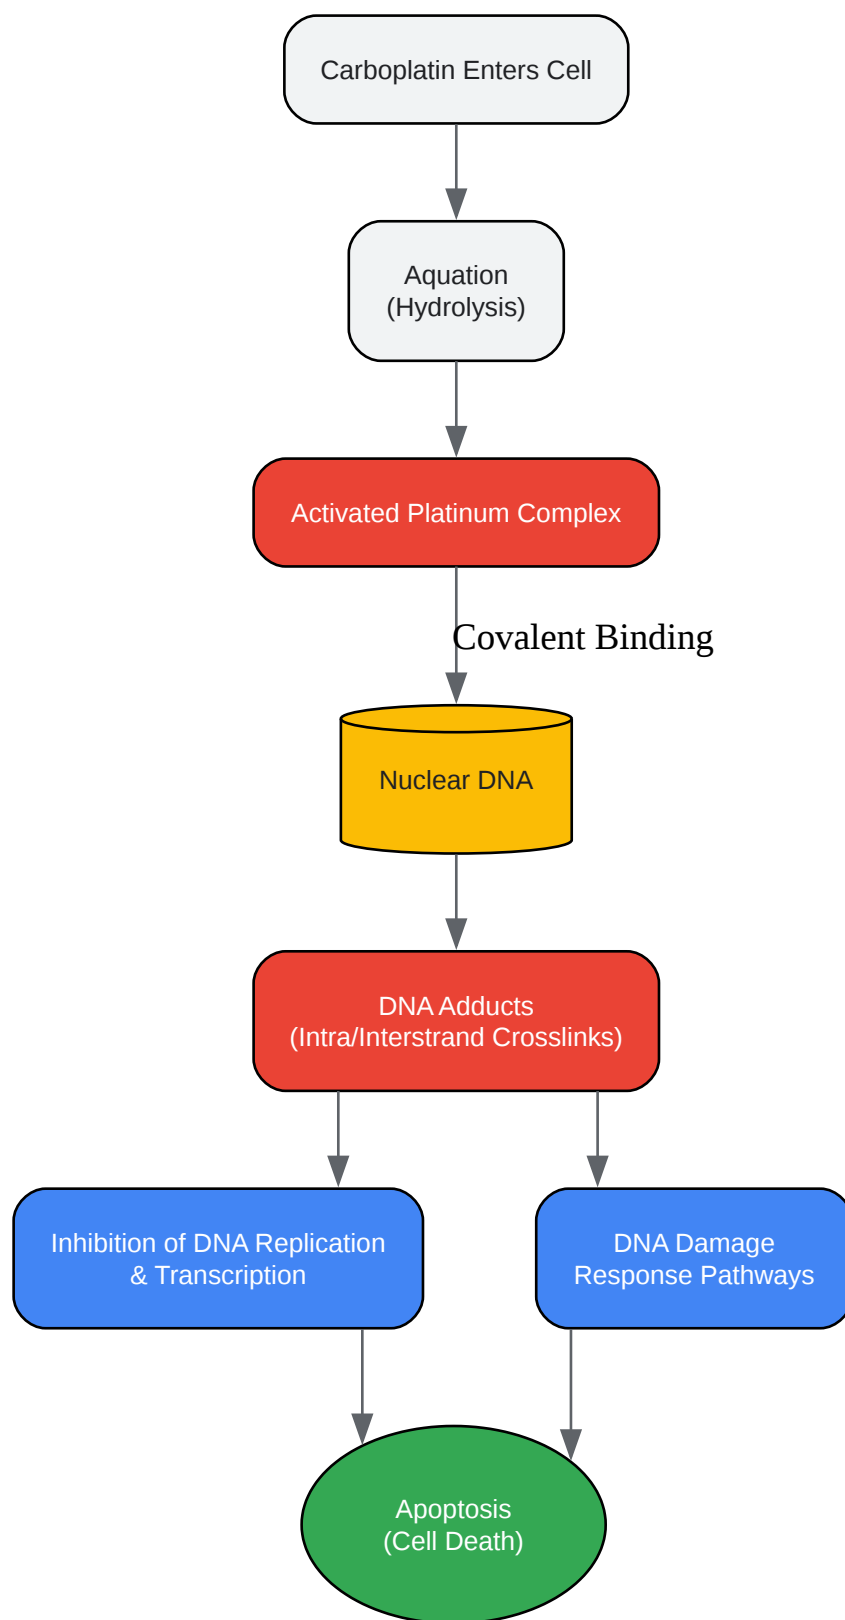 Carboplatin Enters Cell
Aquation
(Hydrolysis)
Activated Platinum Complex
Covalent Binding
Nuclear DNA
DNA Adducts
(Intra/Interstrand Crosslinks)
Inhibition of DNA Replication
& Transcription
DNA Damage
Response Pathways
Apoptosis
(Cell Death)